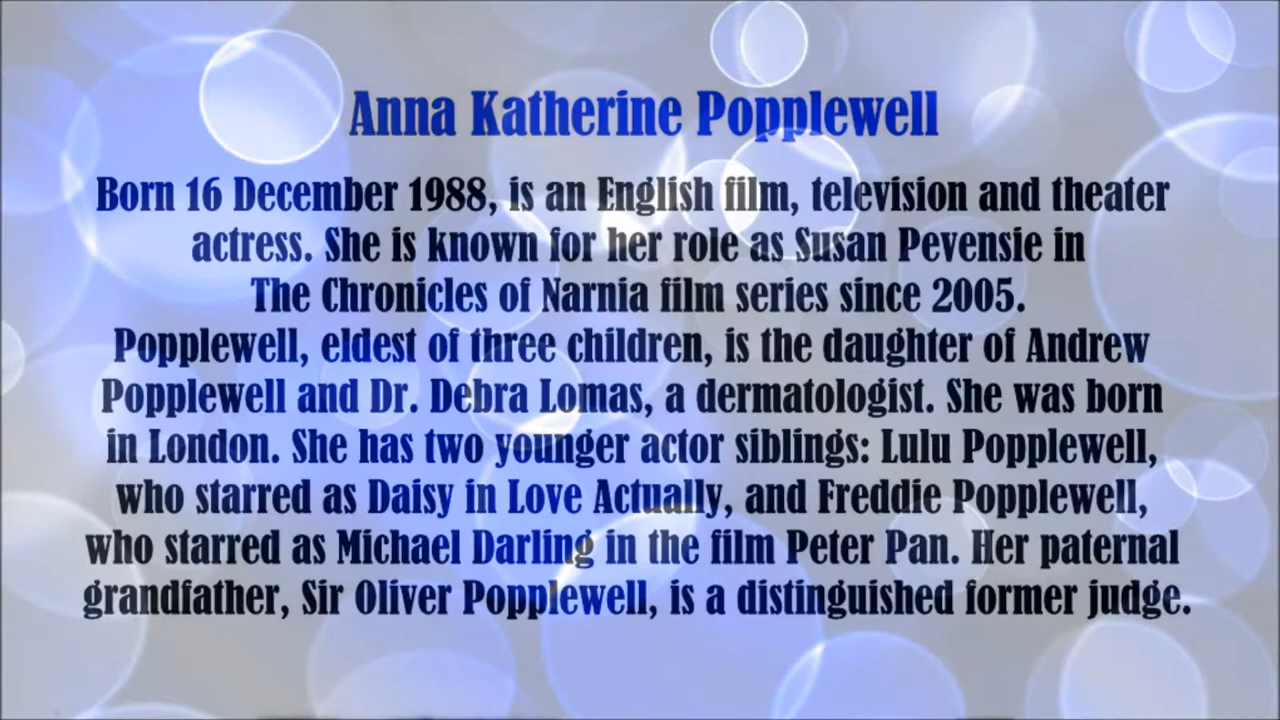 Anna Katherine Popplewell
Born 16 December 1988, is an English film, television and theater
actress. She is known for her role as Susan Pevensie in
The Chronicles of Narnia film series since 2005.
Popplewell, eldest of three children, is the daughter of Andrew
Popplewell and Dr. Debra Lomas, a dermatologist. She was born
in London. She has two younger actor siblings: Lulu Popplewell,
who starred as Daisy in Love Actually, and Freddie Popplewell,
who starred as Michael Darling in the film Peter Pan. Her paternal
grandfather, Sir Oliver Popplewell, is a distinguished former judge.